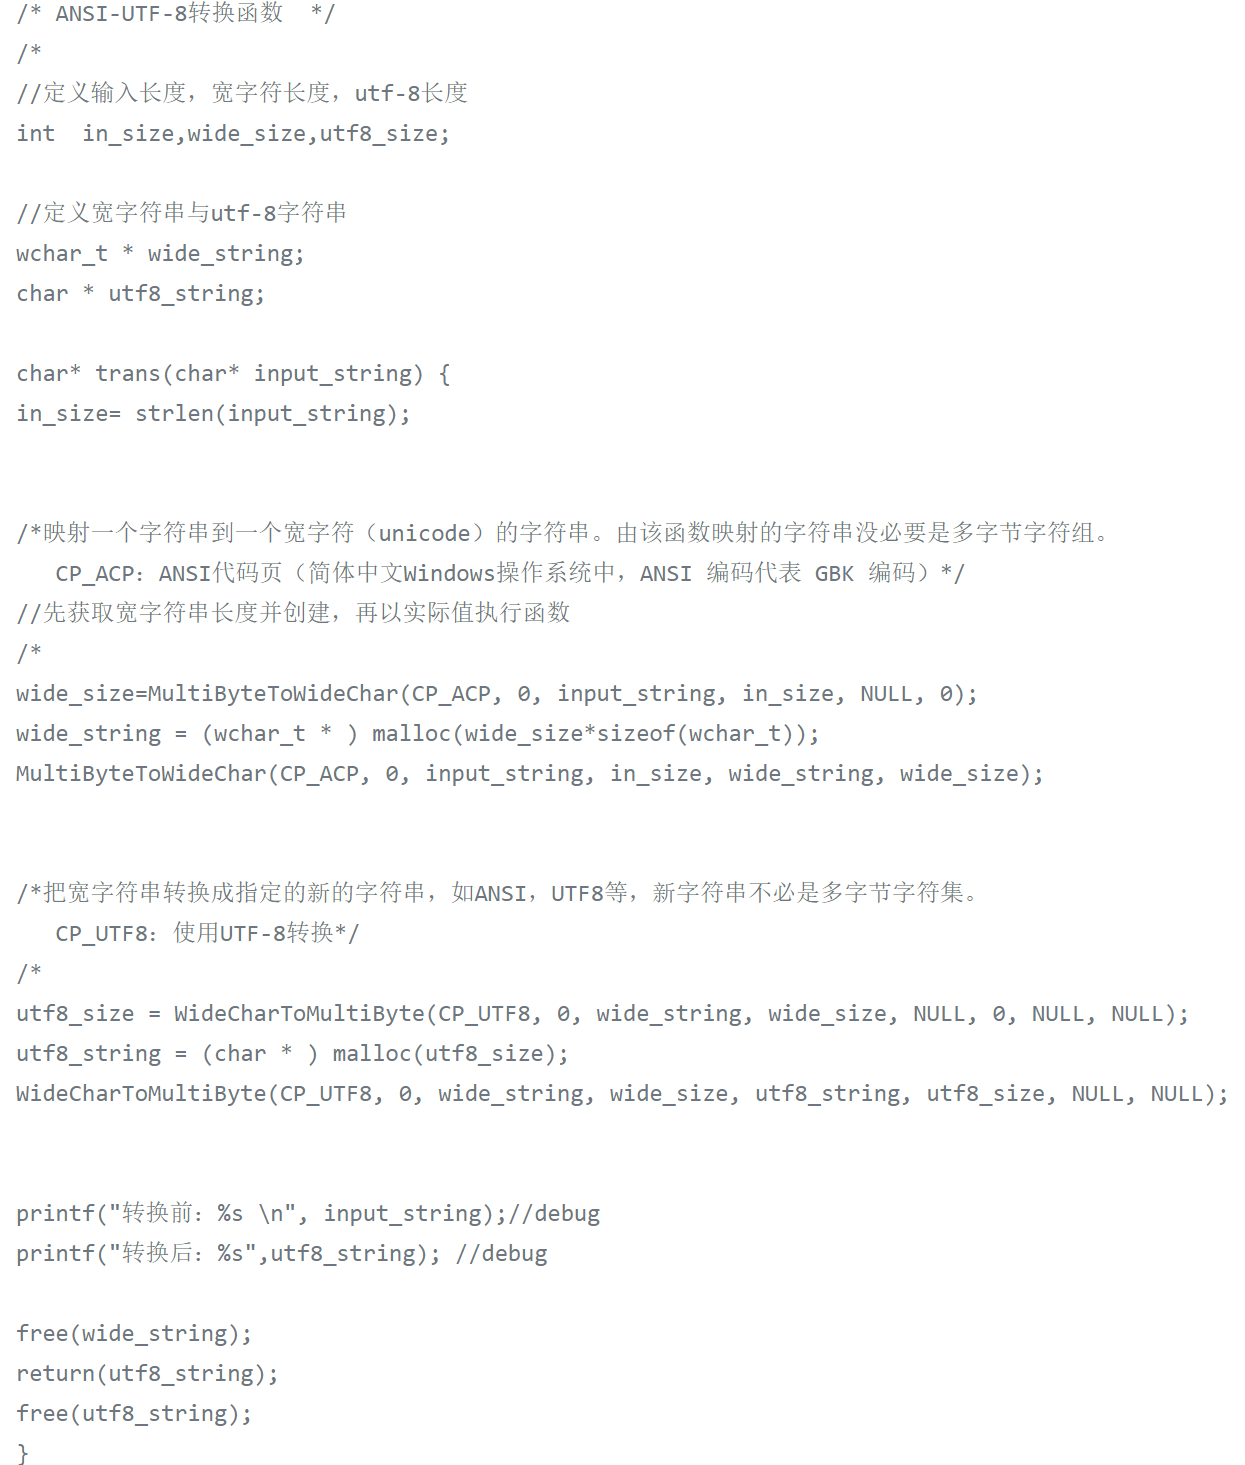 /* ANSI-UTF-8转换函数  */
/*
//定义输入长度，宽字符长度，utf-8长度
int  in_size,wide_size,utf8_size;
//定义宽字符串与utf-8字符串
wchar_t * wide_string;
char * utf8_string;
char* trans(char* input_string) {
in_size= strlen(input_string);
/*映射一个字符串到一个宽字符（unicode）的字符串。由该函数映射的字符串没必要是多字节字符组。
   CP_ACP：ANSI代码页（简体中文Windows操作系统中，ANSI 编码代表 GBK 编码）*/
//先获取宽字符串长度并创建，再以实际值执行函数
/*
wide_size=MultiByteToWideChar(CP_ACP, 0, input_string, in_size, NULL, 0);
wide_string = (wchar_t * ) malloc(wide_size*sizeof(wchar_t));
MultiByteToWideChar(CP_ACP, 0, input_string, in_size, wide_string, wide_size);
/*把宽字符串转换成指定的新的字符串，如ANSI，UTF8等，新字符串不必是多字节字符集。
   CP_UTF8：使用UTF-8转换*/
/*
utf8_size = WideCharToMultiByte(CP_UTF8, 0, wide_string, wide_size, NULL, 0, NULL, NULL);
utf8_string = (char * ) malloc(utf8_size);
WideCharToMultiByte(CP_UTF8, 0, wide_string, wide_size, utf8_string, utf8_size, NULL, NULL);
printf("转换前：%s \n", input_string);//debug
printf("转换后：%s",utf8_string); //debug
free(wide_string);
return(utf8_string);
free(utf8_string);
}